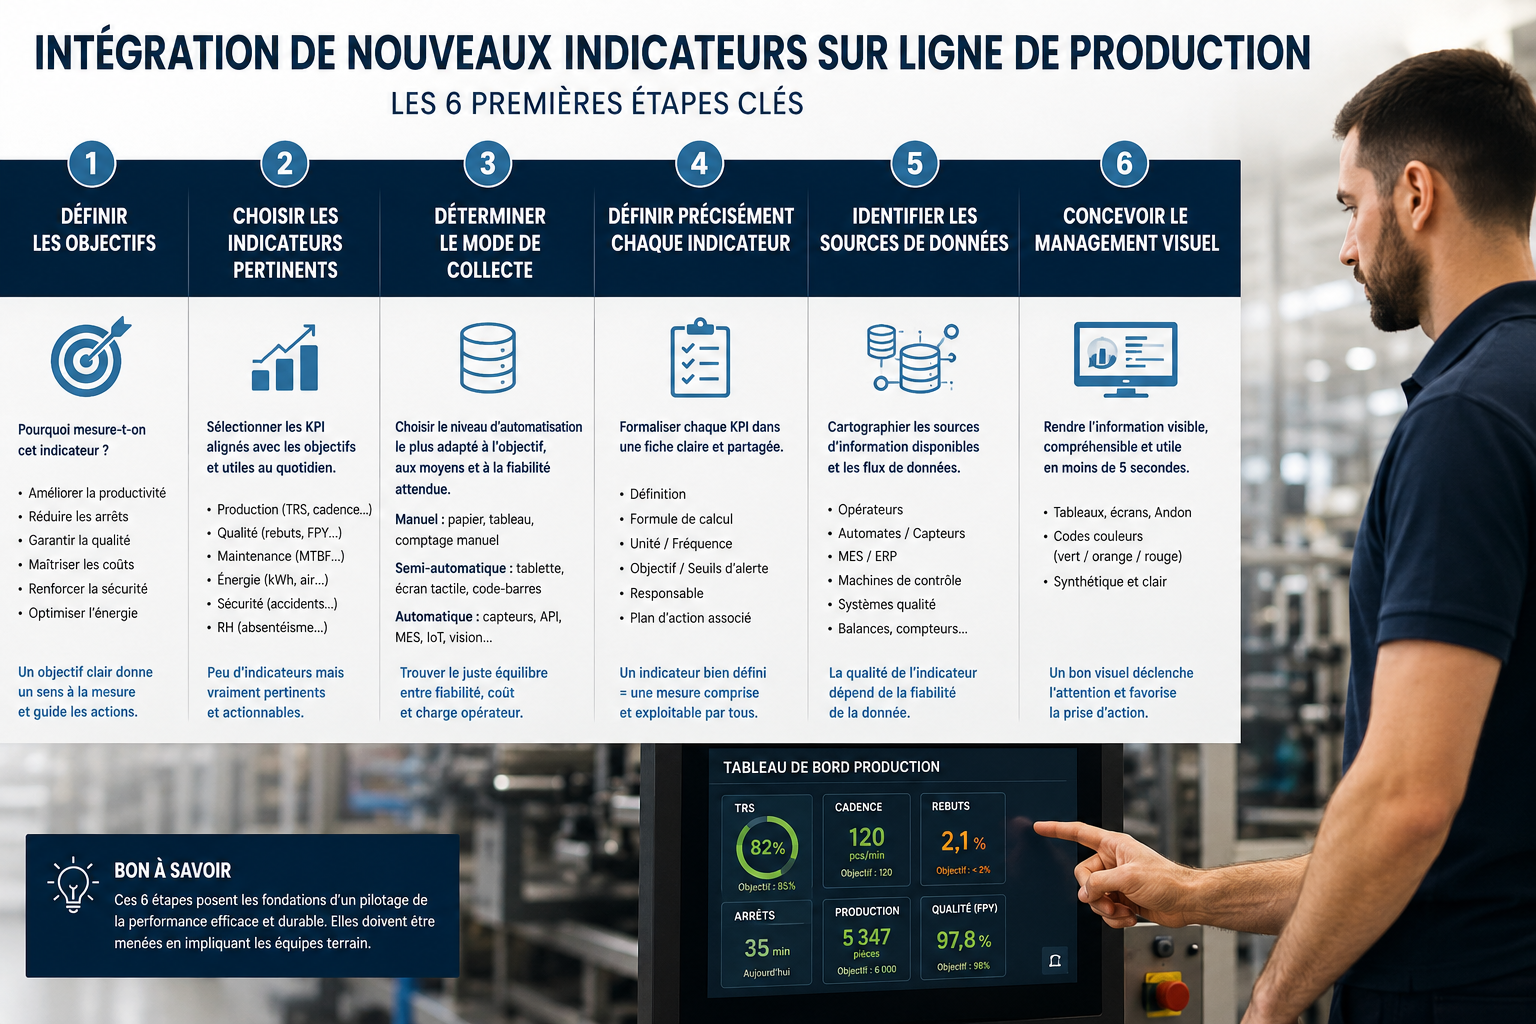 INTÉGRATION DE NOUVEAUX INDICATEURS SUR LIGNE DE PRODUCTION
LES 6 PREMIÈRES ÉTAPES CLÉS
1
DÉFINIR
LES OBJECTIFS
Pourquoi mesure-t-on
cet indicateur ?
• Améliorer la productivité
• Réduire les arrêts
• Garantir la qualité
• Maîtriser les coûts
• Renforcer la sécurité
• Optimiser l'énergie
Un objectif clair donne
un sens à la mesure
et guide les actions.
2
CHOISIR LES
INDICATEURS
PERTINENTS
Sélectionner les KPI
alignés avec les objectifs
et utiles au quotidien.
• Production (TRS, cadence...)
• Qualité (rebuts, FPY...)
• Maintenance (MTBF...)
• Énergie (kWh, air...)
• Sécurité (accidents...)
• RH (absentéisme...)
Peu d'indicateurs mais
vraiment pertinents
et actionnables.
3
DÉTERMINER
LE MODE DE
COLLECTE
Choisir le niveau d'automatisation
le plus adapté à l'objectif,
aux moyens et à la fiabilité
attendue.
Manuel : papier, tableau,
comptage manuel
Semi-automatique : tablette,
écran tactile, code-barres
Automatique : capteurs, API,
MES, IoT, vision...
Trouver le juste équilibre
entre fiabilité, coût
et charge opérateur.
4
DÉFINIR PRÉCISÉMENT
CHAQUE INDICATEUR
Formaliser chaque KPI dans
une fiche claire et partagée.
• Définition
• Formule de calcul
• Unité / Fréquence
• Objectif / Seuils d'alerte
• Responsable
• Plan d'action associé
Un indicateur bien défini
= une mesure comprise
et exploitable par tous.
5
IDENTIFIER LES
SOURCES DE DONNÉES
Cartographier les sources
d'information disponibles
et les flux de données.
• Opérateurs
• Automates / Capteurs
• MES / ERP
• Machines de contrôle
• Systèmes qualité
• Balances, compteurs...
La qualité de l'indicateur
dépend de la fiabilité
de la donnée.
6
CONCEVOIR LE
MANAGEMENT VISUEL
Rendre l'information visible,
compréhensible et utile
en moins de 5 secondes.
• Tableaux, écrans, Andon
• Codes couleurs
(vert / orange / rouge)
• Synthétique et clair
Un bon visuel déclenche
l'attention et favorise
la prise d'action.
BON À SAVOIR
Ces 6 étapes posent les fondations d'un pilotage de
la performance efficace et durable. Elles doivent être
menées en impliquant les équipes terrain.
TABLEAU DE BORD PRODUCTION
TRS
82%
Objectif : 85%
CADENCE
120
pcs/min
Objectif : 120
REBUTS
2,1 %
Objectif : < 2%
ARRÊTS
35 min
Aujourd'hui
PRODUCTION
5 347
pièces
Objectif : 6 000
QUALITÉ (FPY)
97,8 %
Objectif : 98%